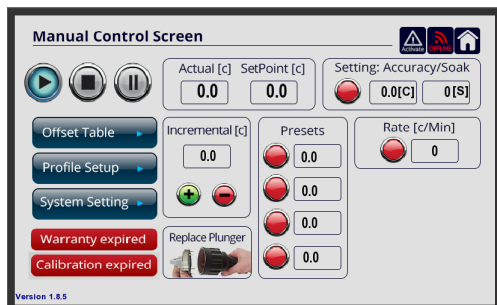 Manual Control Screen
Activate
OFFLINE
Actual [c] SetPoint [c]
0.0 0.0
Setting: Accuracy/Soak
0.0[C] 0[S]
Offset Table
Profile Setup
System Setting
Incremental [c]
0.0
Presets
0.0
0.0
0.0
0.0
Rate [c/Min]
0
Warranty expired
Calibration expired
Replace Plunger
Version 1.8.5